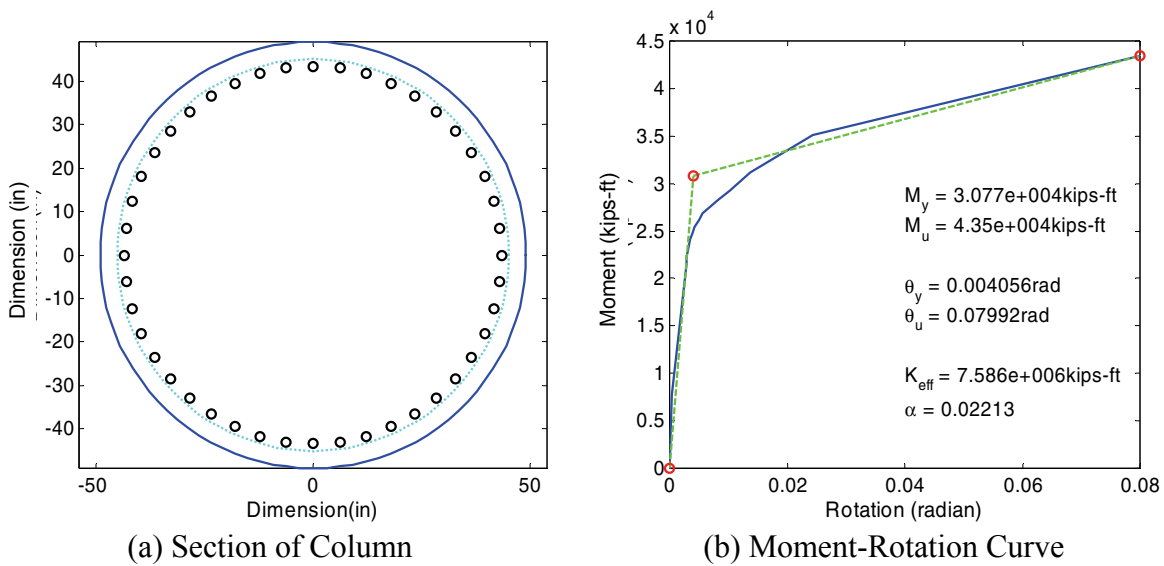 40
30
20
10
0
-10
-20
-30
-40
-50
0
50
Dimension (in)
Dimension(in)
(a) Section of Column
x 10^4
4.5
4
3.5
3
2.5
2
1.5
1
0.5
0
0
0.02
0.04
0.06
0.08
Moment (kips-ft)
Rotation (radian)
M_y = 3.077e+004kips-ft
M_u = 4.35e+004kips-ft
θ_y = 0.004056rad
θ_u = 0.07992rad
K_eff = 7.586e+006kips-ft
α = 0.02213
(b) Moment-Rotation Curve